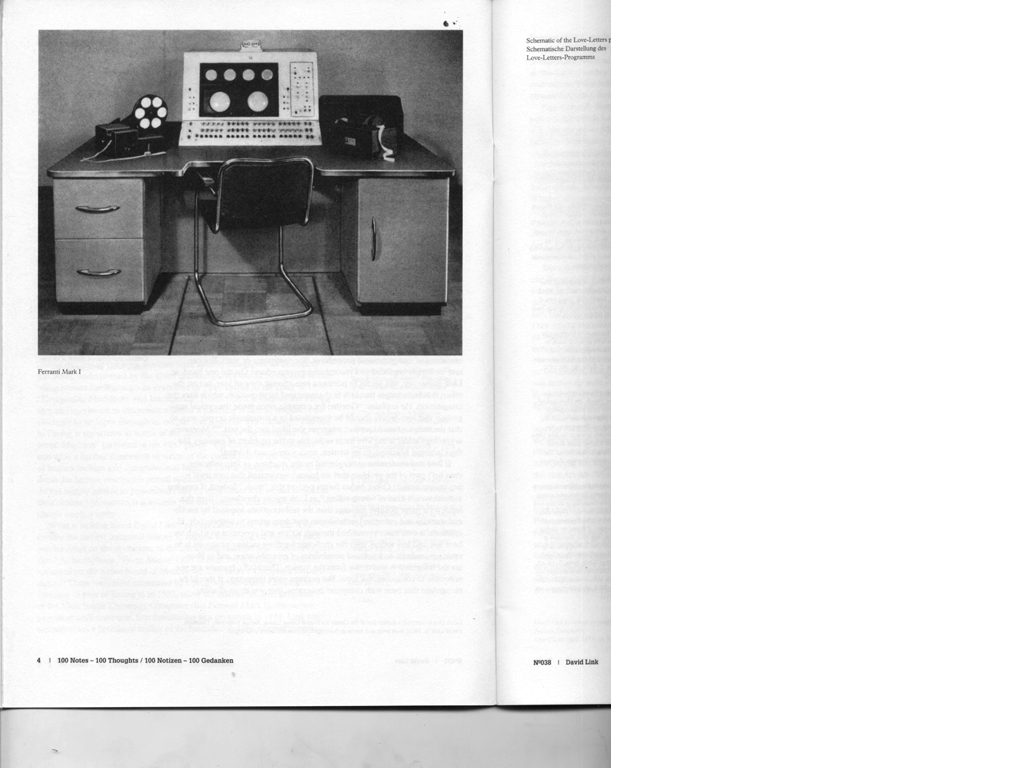 Ferranti Mark I
4 | 100 Notes – 100 Thoughts / 100 Notizen – 100 Gedanken
Schematic of the Love-Letters
Schematische Darstellung des
Love-Letters-Programms
Nº038 | David Link